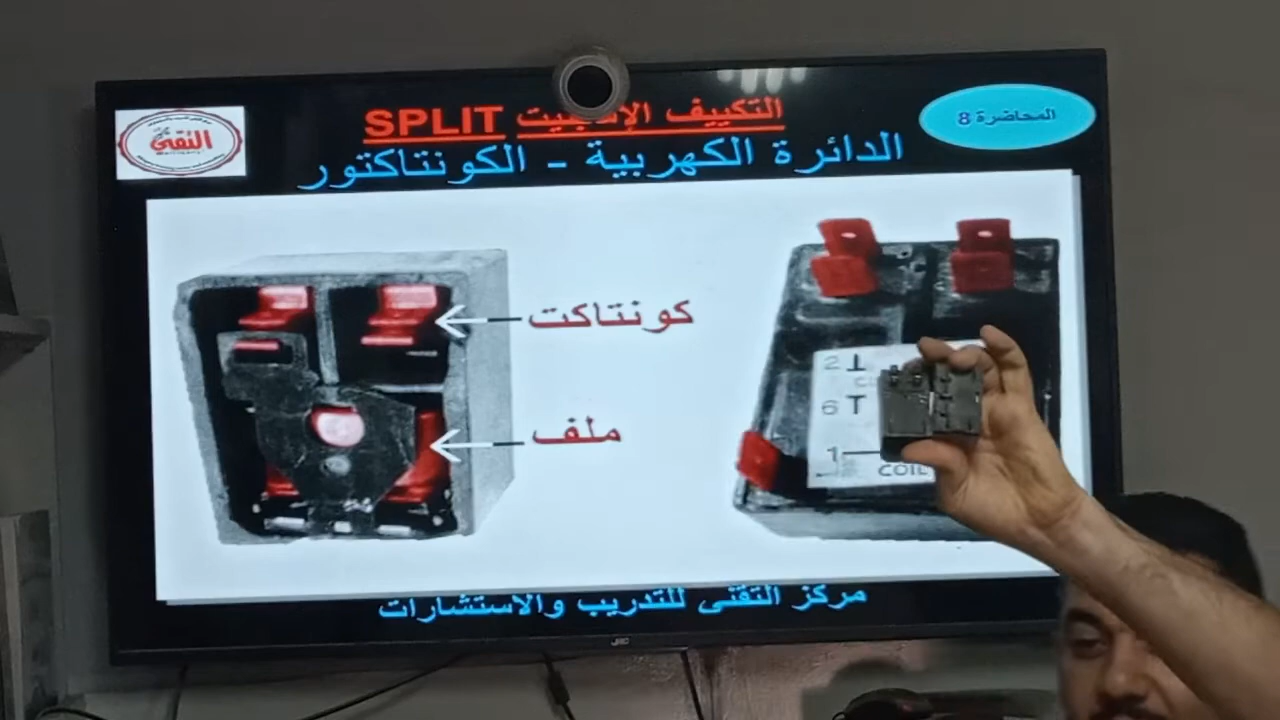 المحاضرة 8
التكييف الإسبليت SPLIT
التقنى
الدائرة الكهربية - الكونتاكتور
كونتاكت
ملف
2
6
1
COIL
مركز التقنى للتدريب والاستشارات
JAC